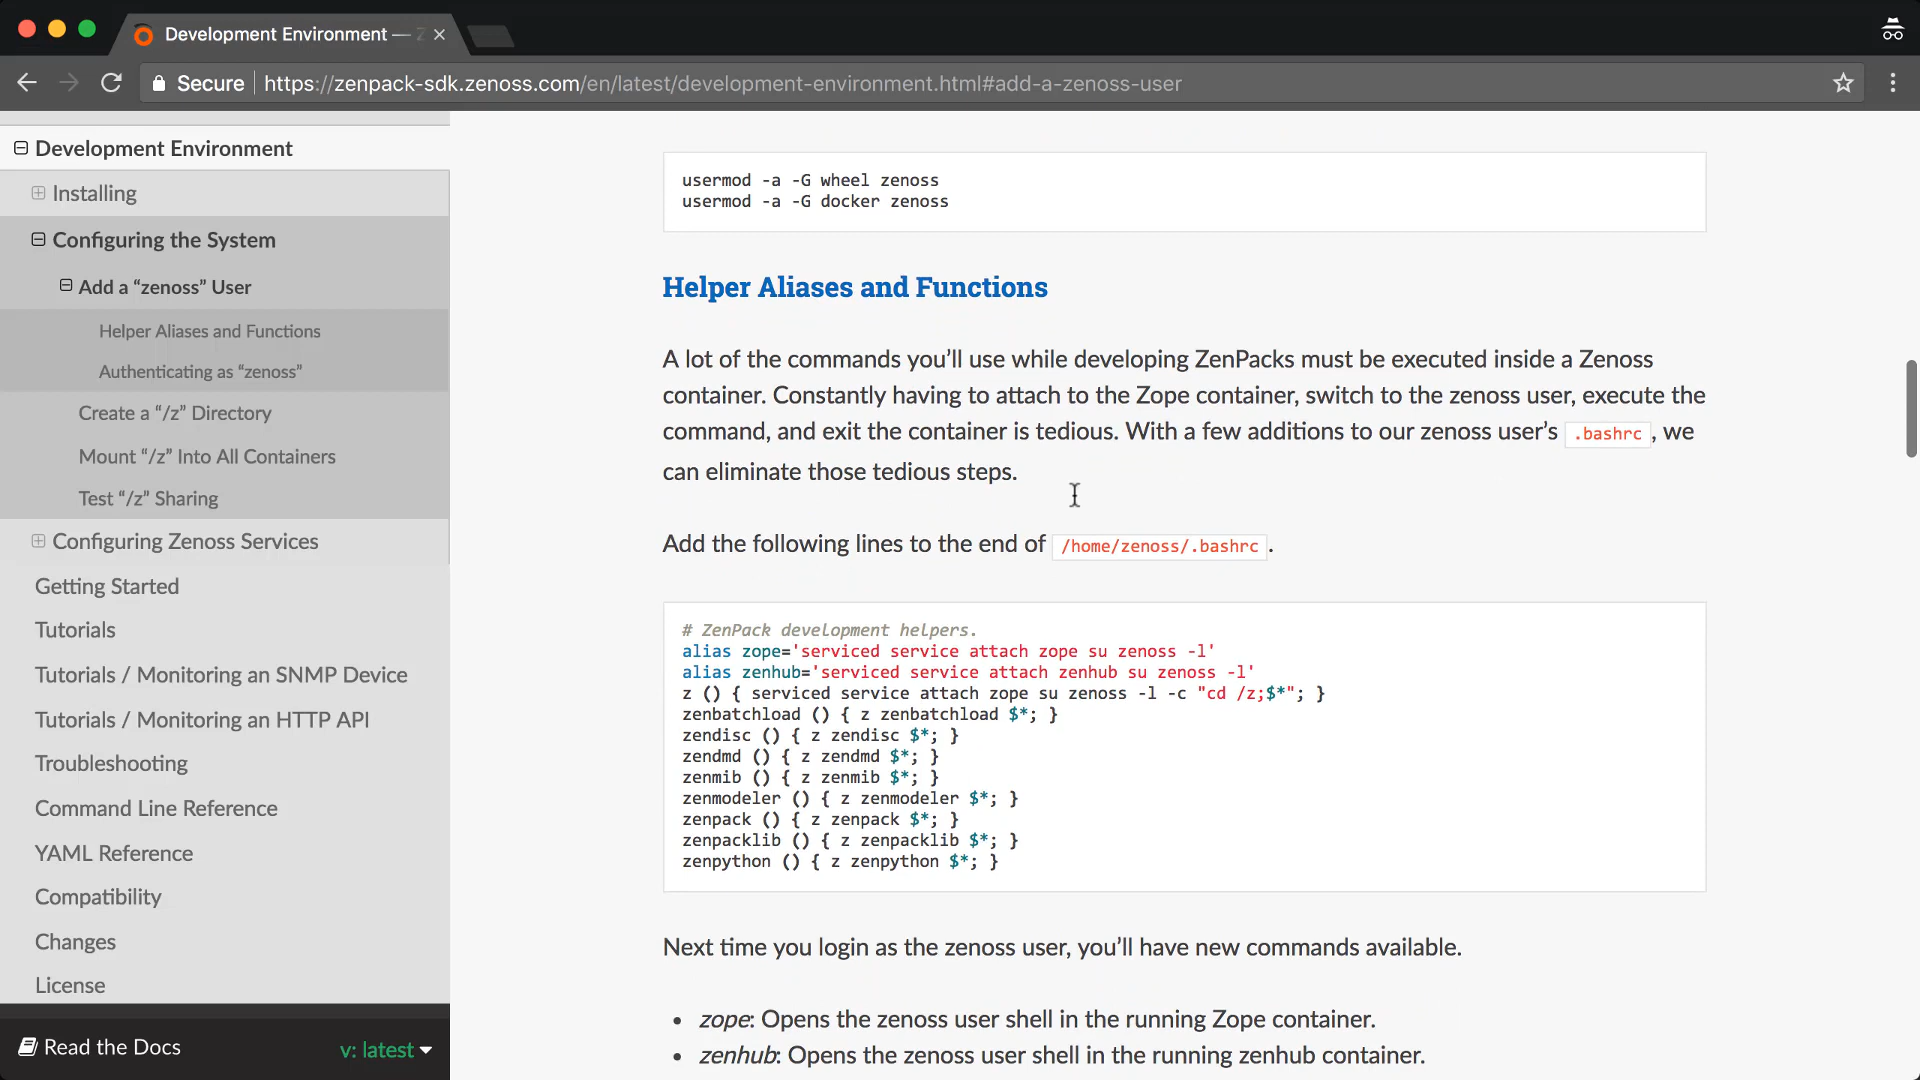 Development Environment —
Secure
https://zenpack-sdk.zenoss.com/en/latest/development-environment.html#add-a-zenoss-user
Development Environment
Installing
Configuring the System
Add a “zenoss” User
Helper Aliases and Functions
Authenticating as “zenoss”
Create a “/z” Directory
Mount “/z” Into All Containers
Test “/z” Sharing
Configuring Zenoss Services
Getting Started
Tutorials
Tutorials / Monitoring an SNMP Device
Tutorials / Monitoring an HTTP API
Troubleshooting
Command Line Reference
YAML Reference
Compatibility
Changes
License
Read the Docs
v: latest
usermod -a -G wheel zenoss
usermod -a -G docker zenoss
Helper Aliases and Functions
A lot of the commands you’ll use while developing ZenPacks must be executed inside a Zenoss
container. Constantly having to attach to the Zope container, switch to the zenoss user, execute the
command, and exit the container is tedious. With a few additions to our zenoss user’s .bashrc , we
can eliminate those tedious steps.
Add the following lines to the end of /home/zenoss/.bashrc .
# ZenPack development helpers.
alias zope='serviced service attach zope su zenoss -l'
alias zenhub='serviced service attach zenhub su zenoss -l'
z () { serviced service attach zope su zenoss -l -c "cd /z;$*"; }
zenbatchload () { z zenbatchload $*; }
zendisc () { z zendisc $*; }
zendmd () { z zendmd $*; }
zenmib () { z zenmib $*; }
zenmodeler () { z zenmodeler $*; }
zenpack () { z zenpack $*; }
zenpacklib () { z zenpacklib $*; }
zenpython () { z zenpython $*; }
Next time you login as the zenoss user, you’ll have new commands available.
• zope: Opens the zenoss user shell in the running Zope container.
• zenhub: Opens the zenoss user shell in the running zenhub container.